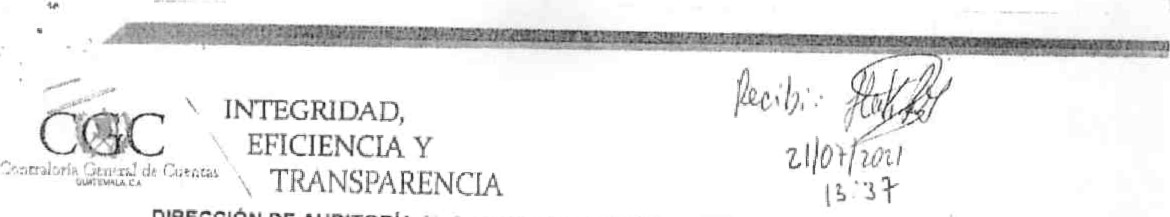 CGC
Contraloría General de Cuentas
GUATEMALA, C.A.
INTEGRIDAD,
EFICIENCIA Y
TRANSPARENCIA
Recibi:
21/07/2021
13:37
DIRECCIÓN DE AUDITORÍA